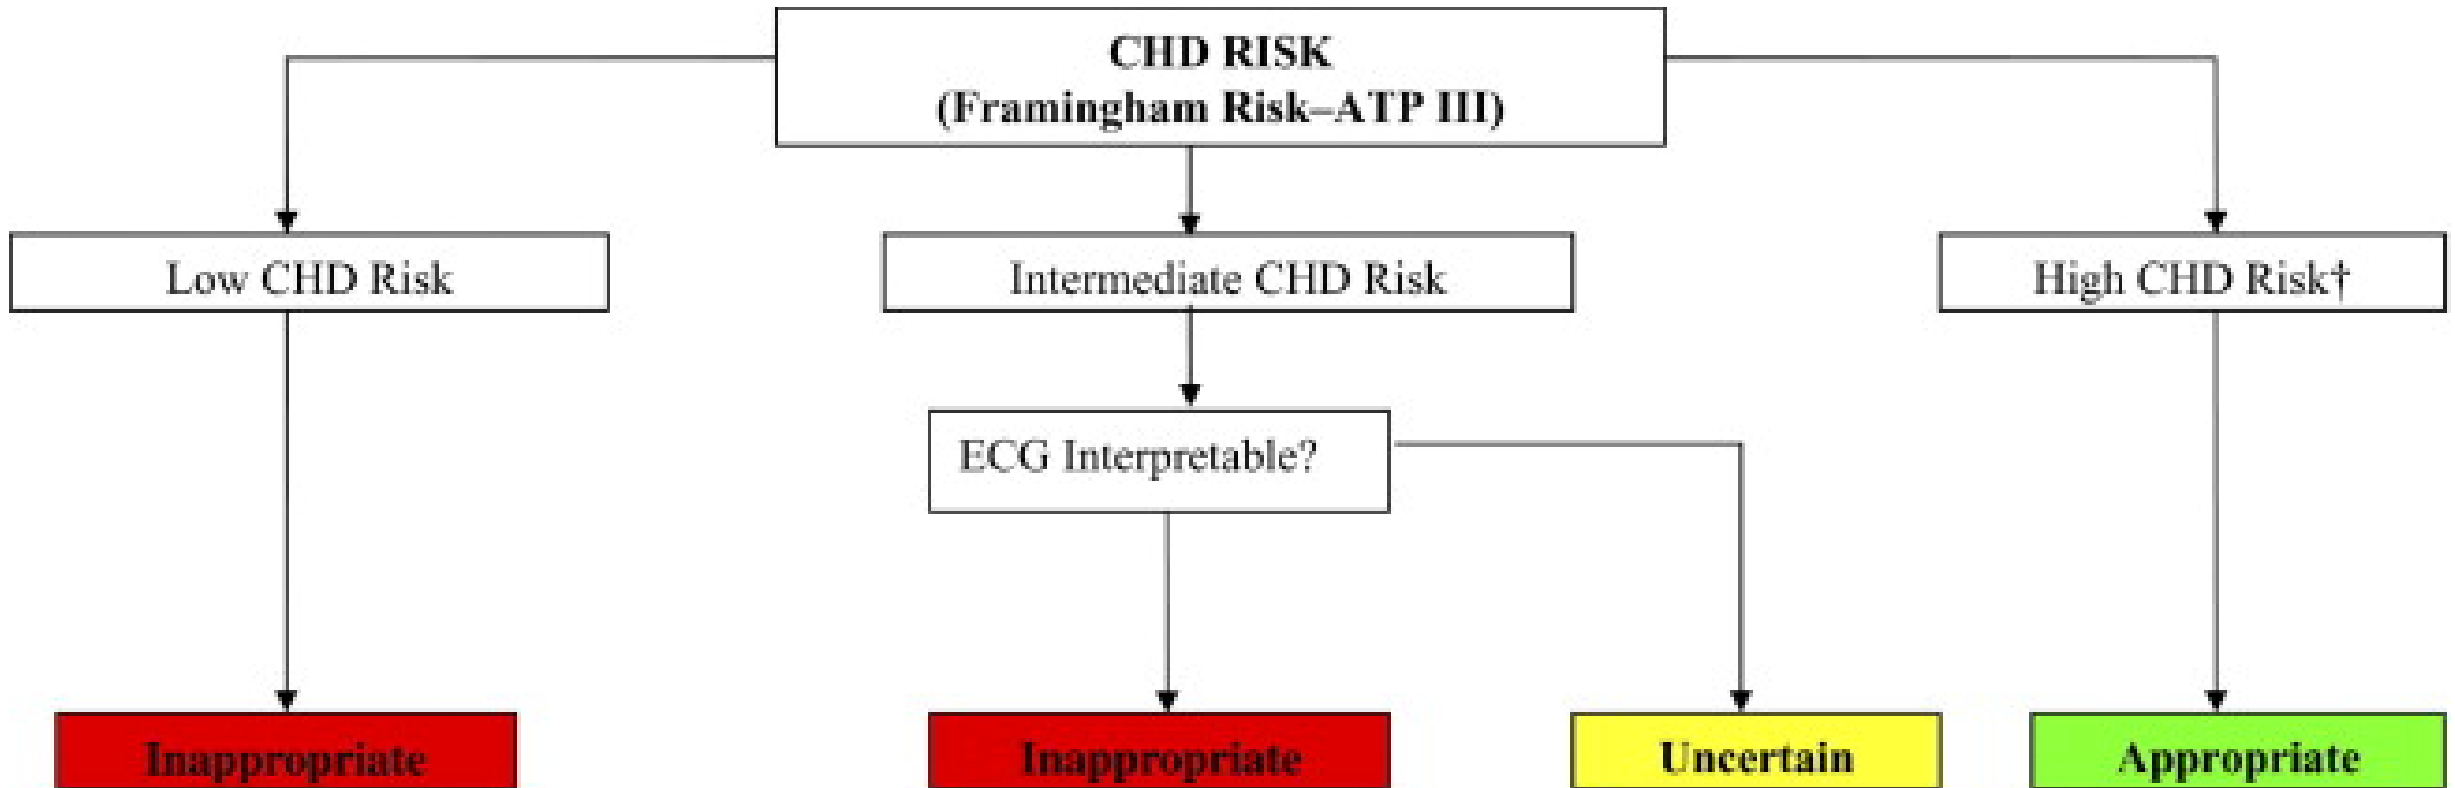 CHD RISK
(Framingham Risk–ATP III)
Low CHD Risk
Intermediate CHD Risk
High CHD Risk†
ECG Interpretable?
Inappropriate
Inappropriate
Uncertain
Appropriate